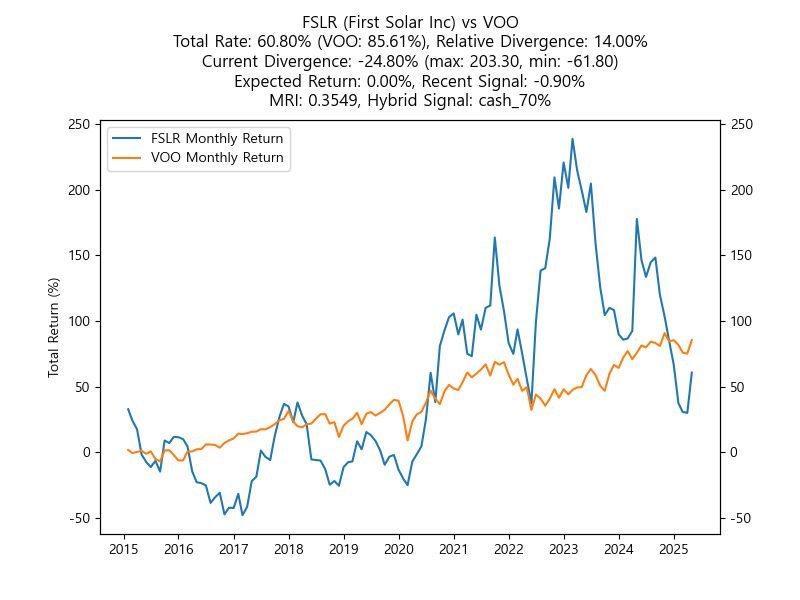 FSLR (First Solar Inc) vs VOO
Total Rate: 60.80% (VOO: 85.61%), Relative Divergence: 14.00%
Current Divergence: -24.80% (max: 203.30, min: -61.80)
Expected Return: 0.00%, Recent Signal: -0.90%
MRI: 0.3549, Hybrid Signal: cash_70%
FSLR Monthly Return
VOO Monthly Return
Total Return (%)
250
200
150
100
50
0
-50
250
200
150
100
50
0
-50
2015 2016 2017 2018 2019 2020 2021 2022 2023 2024 2025